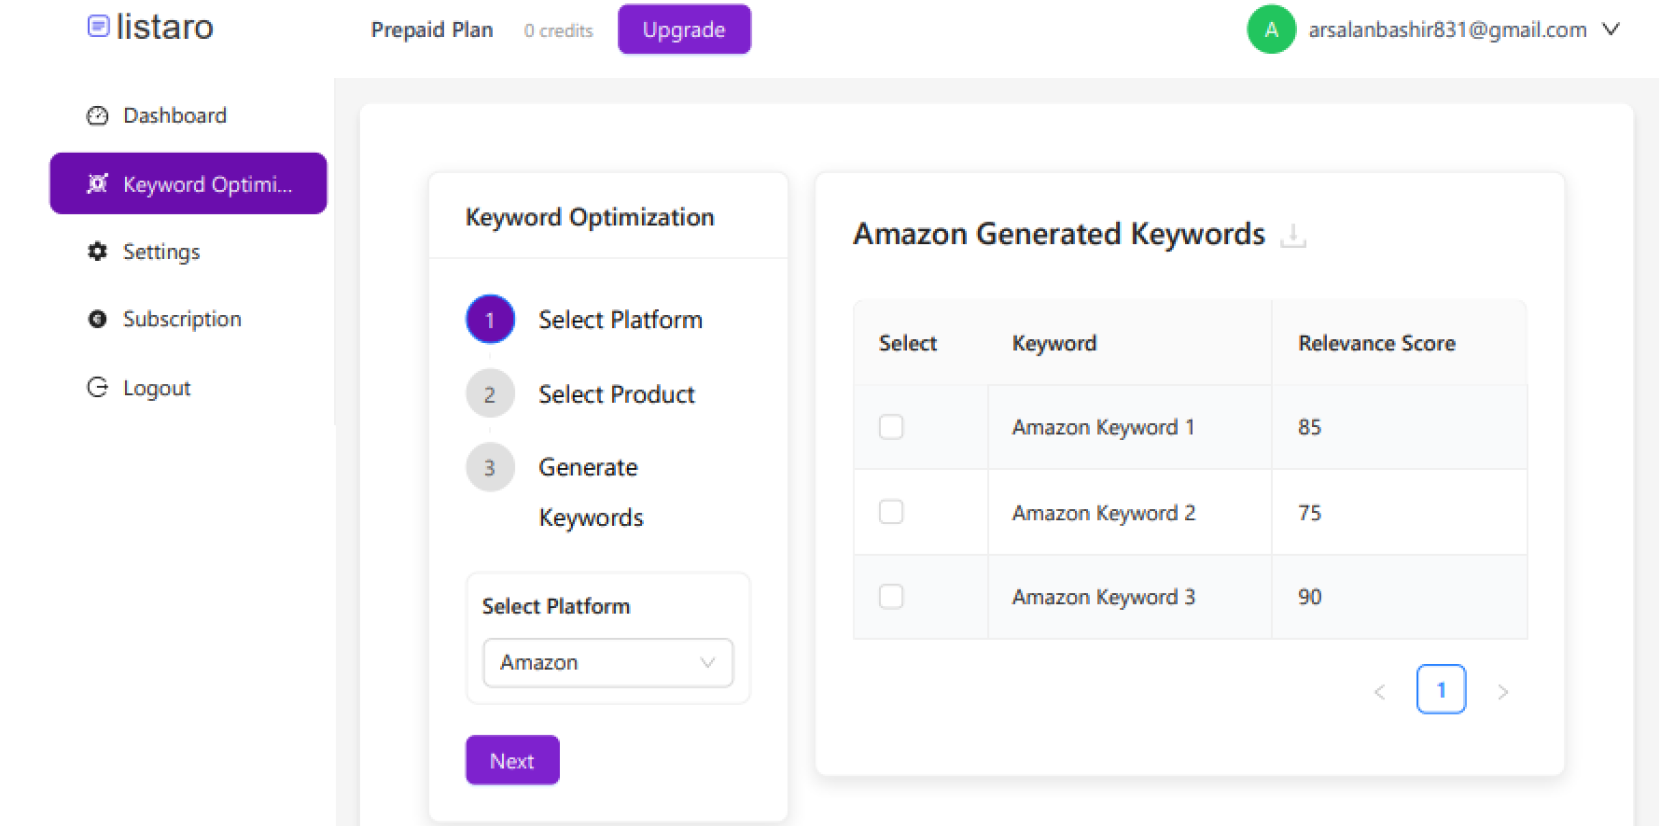 listaro
Prepaid Plan 0 credits Upgrade
A arsalanbashir831@gmail.com
Dashboard
Keyword Optimi...
Settings
Subscription
Logout
Keyword Optimization
1 Select Platform
2 Select Product
3 Generate
Keywords
Select Platform
Amazon
Next
Amazon Generated Keywords
Select Keyword Relevance Score
Amazon Keyword 1 85
Amazon Keyword 2 75
Amazon Keyword 3 90
< 1 >